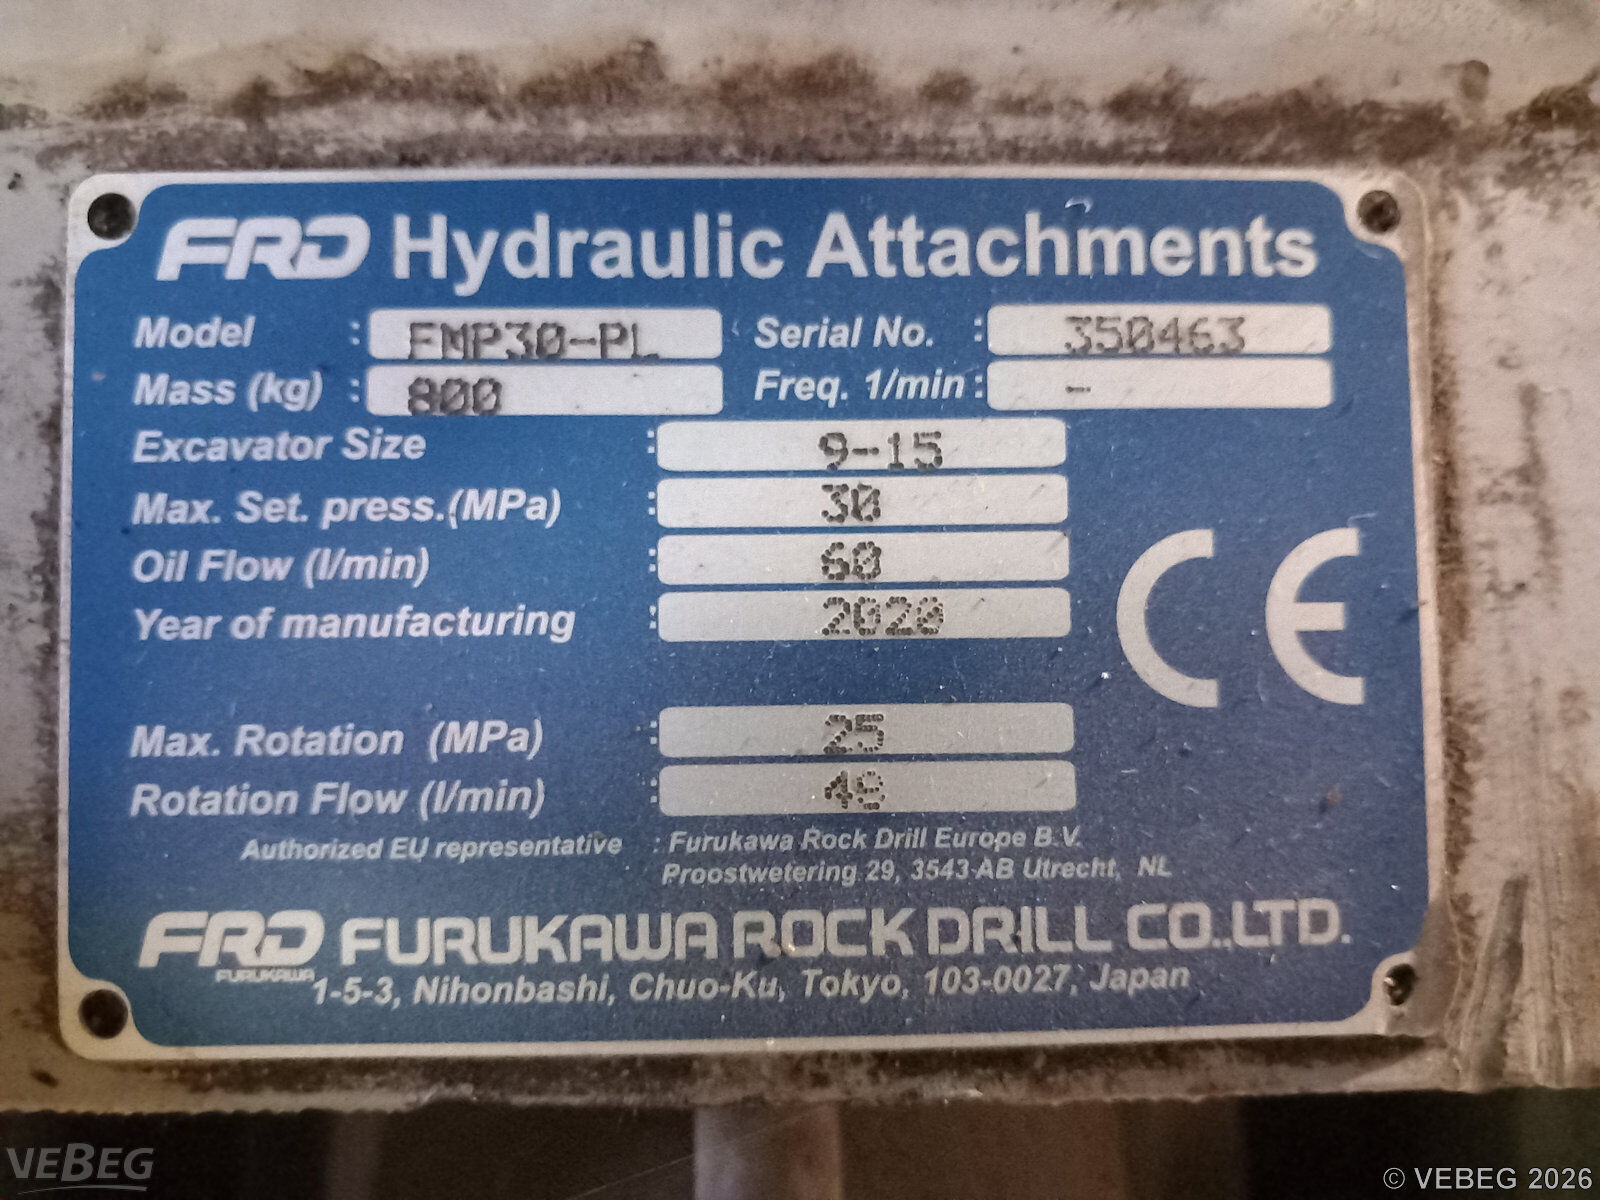 FRD Hydraulic Attachments
Model : FMP30-PL Serial No. : 350463
Mass (kg) : 800 Freq. 1/min : -
Excavator Size : 9-15
Max. Set. press.(MPa) : 30
Oil Flow (l/min) : 60
Year of manufacturing : 2020
Max. Rotation (MPa) : 25
Rotation Flow (l/min) :
Authorized EU representative : Furukawa Rock Drill Europe B.V.
Proostwetering 29, 3543 AB Utrecht, NL
CE
FRD FURUKAWA ROCK DRILL CO.,LTD.
FURUKAWA
1-5-3, Nihonbashi, Chuo-Ku, Tokyo, 103-0027, Japan
VEBEG
© VEBEG 2026